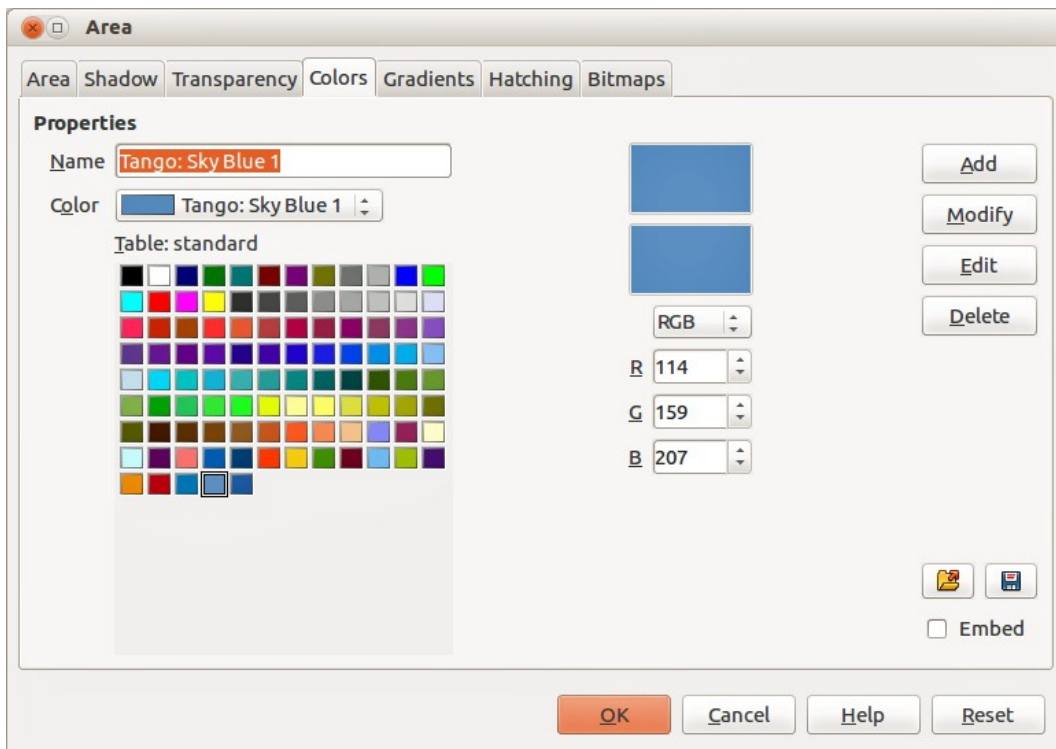 Area
Area Shadow Transparency Colors Gradients Hatching Bitmaps
Properties
Name Tango: Sky Blue 1
Color Tango: Sky Blue 1
Table: standard
RGB
R 114
G 159
B 207
Add
Modify
Edit
Delete
Embed
OK Cancel Help Reset